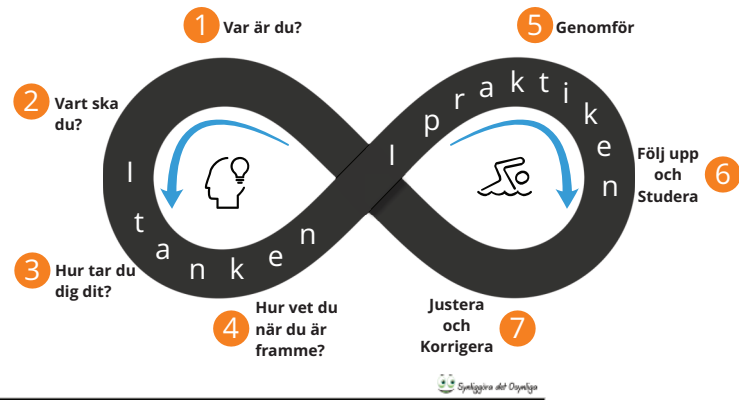 1 Var är du?
2 Vart ska
du?
3 Hur tar du
dig dit?
4 Hur vet du
när du är
framme?
I tanken
I praktiken
5 Genomför
6 Följ upp
och
Studera
7 Justera
och
Korrigera
Synliggöra det Osynliga